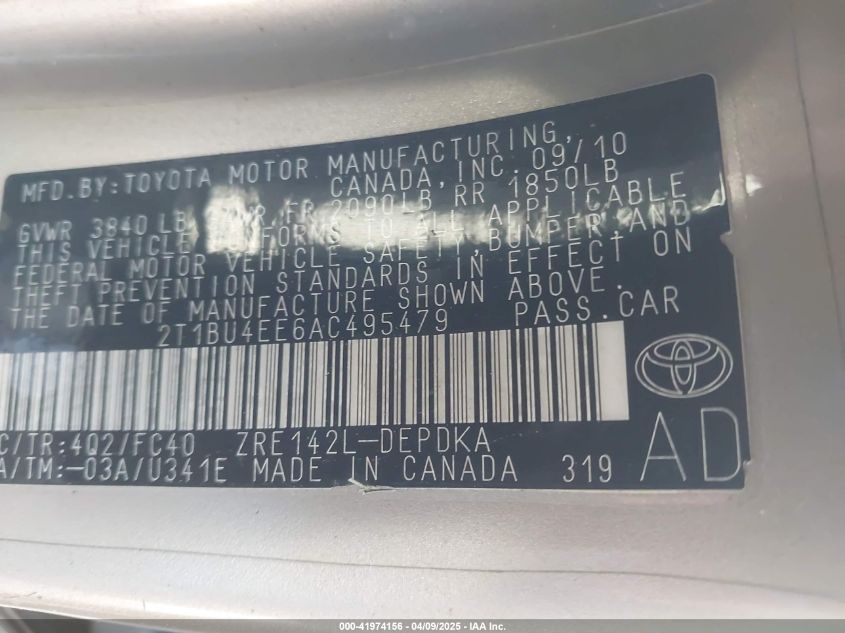 MFD.BY:TOYOTA MOTOR MANUFACTURING,
CANADA, INC. 09/10
GVWR 3840 LB GAWR FR 2090LB RR 1850LB
THIS VEHICLE CONFORMS TO ALL APPLICABLE
FEDERAL MOTOR VEHICLE SAFETY,BUMPER,AND
THEFT PREVENTION STANDARDS IN EFFECT ON
THE DATE OF MANUFACTURE SHOWN ABOVE.
2T1BU4EE6AC495479 PASS.CAR
C/TR:4Q2/FC40 ZRE142L-DEPDKA
A/TM:-03A/U341E MADE IN CANADA 319
AD
000-41974156 | 04/09/2025 | IAA Inc.